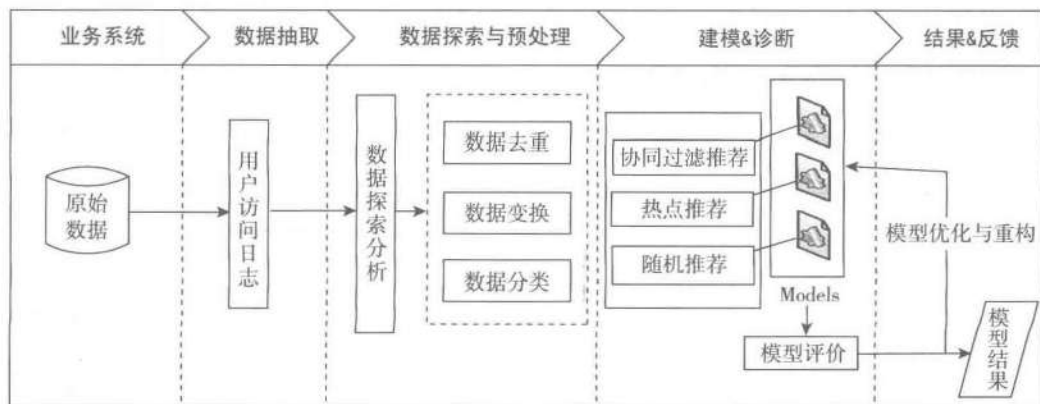 业务系统
数据抽取
数据探索与预处理
建模&诊断
结果&反馈
原始
数据
用户访问日志
数据探索分析
数据去重
数据变换
数据分类
协同过滤推荐
热点推荐
随机推荐
Models
模型评价
模型优化与重构
模型结果